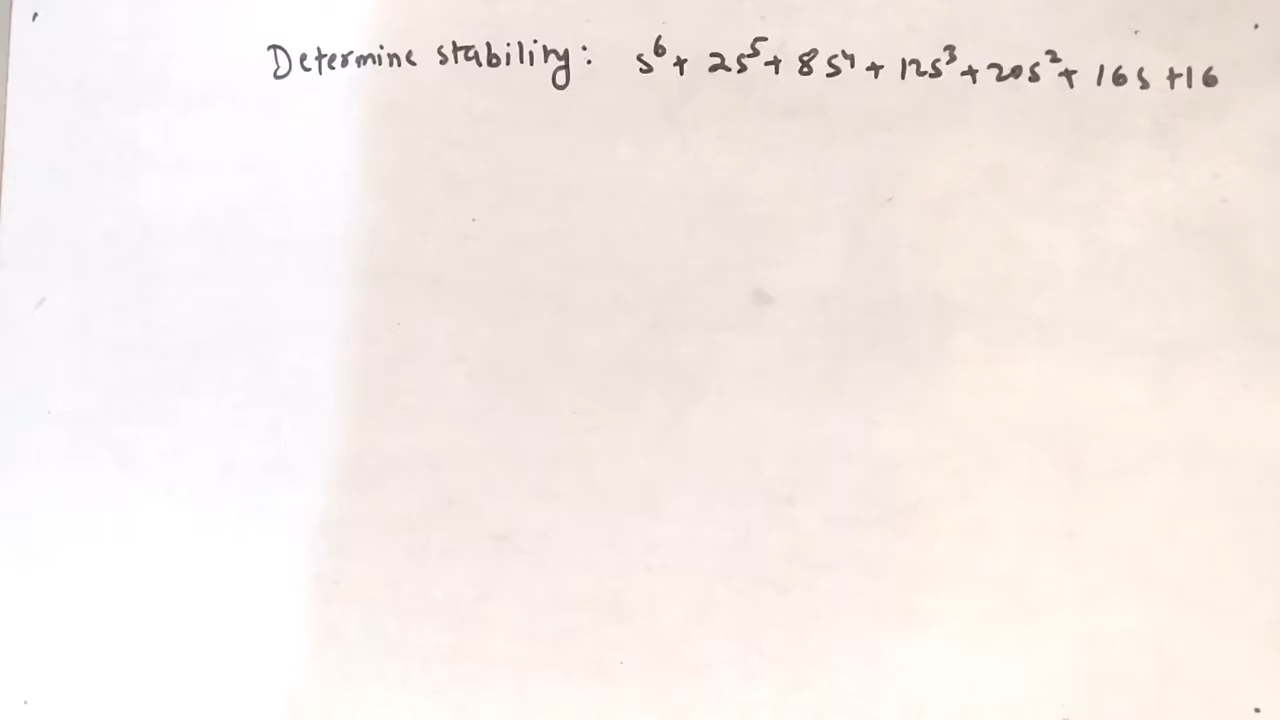 Determine stability: s⁶ + 2s⁵ + 8s⁴ + 12s³ + 20s² + 16s + 16